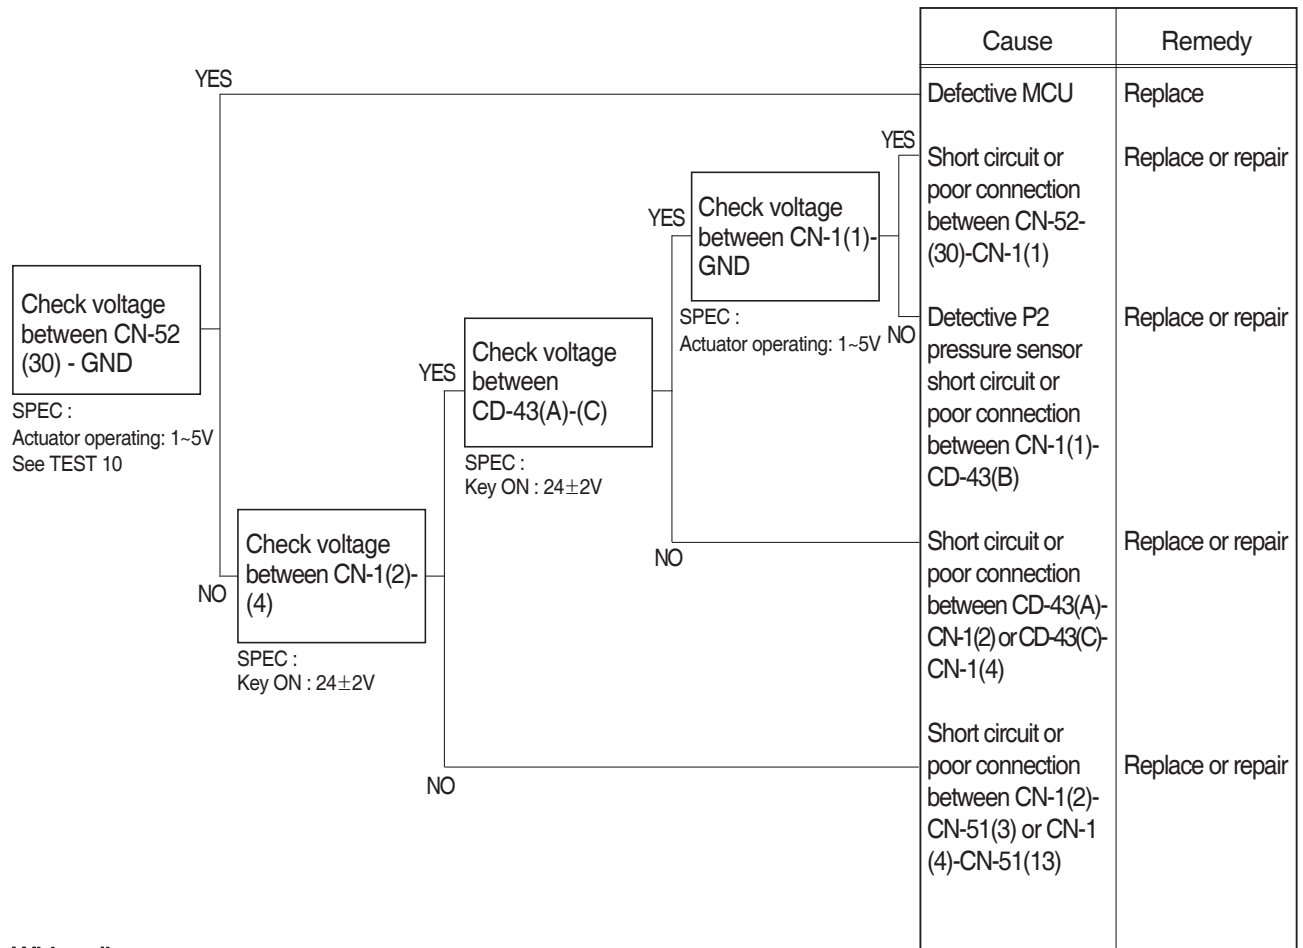 Cause
Remedy
YES
Defective MCU
Replace
YES
Short circuit or
poor connection
between CN-52-
(30)-CN-1(1)
Replace or repair
YES
Check voltage
between CN-1(1)-
GND
SPEC :
Actuator operating: 1~5V
NO
Detective P2
pressure sensor
short circuit or
poor connection
between CN-1(1)-
CD-43(B)
Replace or repair
Check voltage
between CN-52
(30) - GND
SPEC :
Actuator operating: 1~5V
See TEST 10
YES
Check voltage
between
CD-43(A)-(C)
SPEC :
Key ON : 24±2V
NO
Short circuit or
poor connection
between CD-43(A)-
CN-1(2) or CD-43(C)-
CN-1(4)
Replace or repair
NO
Check voltage
between CN-1(2)-
(4)
SPEC :
Key ON : 24±2V
NO
Short circuit or
poor connection
between CN-1(2)-
CN-51(3) or CN-1
(4)-CN-51(13)
Replace or repair